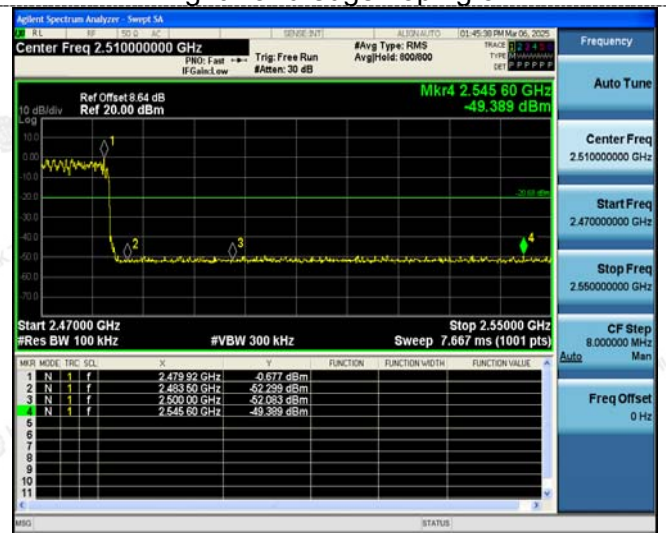 Agilent Spectrum Analyzer - Swept SA
RL RF 50 Ω AC SENSE:INT ALIGN AUTO 01:45:38 PM Mar 06, 2025
Center Freq 2.510000000 GHz
PNO: Fast Trig: Free Run
IFGain:Low #Atten: 30 dB
#Avg Type: RMS
Avg|Hold: 800/800
TRACE 1 2 3 4 5 6
TYPE M
DET P P P P P P
Ref Offset 8.64 dB
10 dB/div Ref 20.00 dBm
Log
Mkr4 2.545 60 GHz
-49.389 dBm
10.0
0.00
-10.0
-20.0
-30.0
-40.0
-50.0
-60.0
-70.0
1
2
3
4
Start 2.47000 GHz Stop 2.55000 GHz
#Res BW 100 kHz #VBW 300 kHz Sweep 7.667 ms (1001 pts)
MKR MODE TRC SCL X Y FUNCTION FUNCTION WIDTH FUNCTION VALUE
1 N 1 f 2.479 92 GHz -0.677 dBm
2 N 1 f 2.483 50 GHz -52.299 dBm
3 N 1 f 2.500 00 GHz -52.083 dBm
4 N 1 f 2.545 60 GHz -49.389 dBm
5
6
7
8
9
10
11
MSG STATUS
Frequency
Auto Tune
Center Freq
2.510000000 GHz
Start Freq
2.470000000 GHz
Stop Freq
2.550000000 GHz
CF Step
8.000000 MHz
Auto Man
Freq Offset
0 Hz